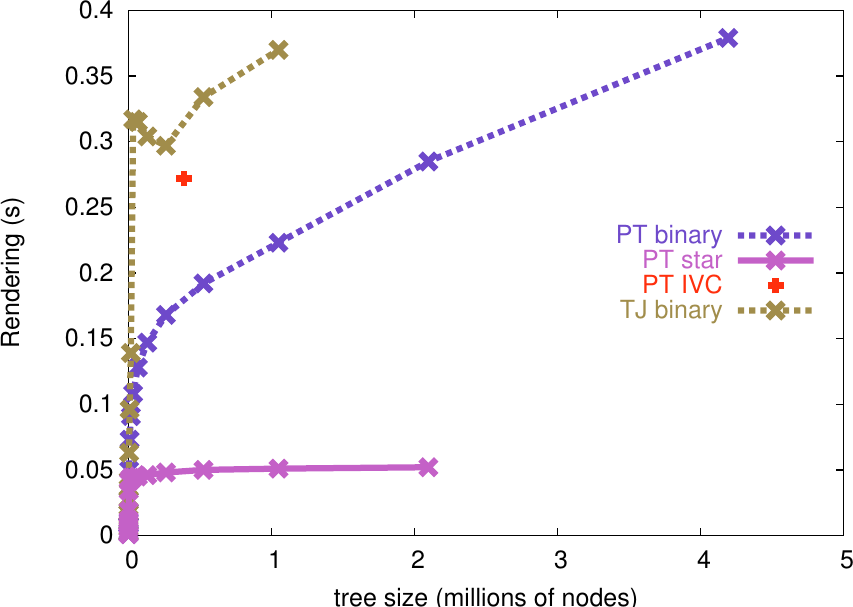 0.4
0.35
0.3
0.25
0.2
0.15
0.1
0.05
0
Rendering (s)
PT binary
PT star
PT IVC
TJ binary
0 1 2 3 4 5
tree size (millions of nodes)